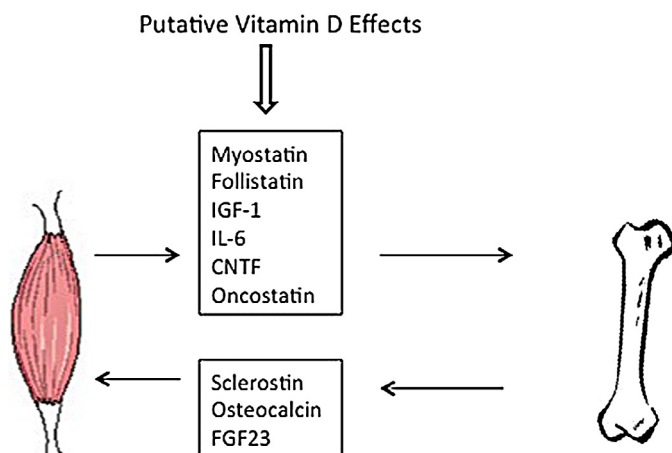 Putative Vitamin D Effects
Myostatin
Follistatin
IGF-1
IL-6
CNTF
Oncostatin
Sclerostin
Osteocalcin
FGF23